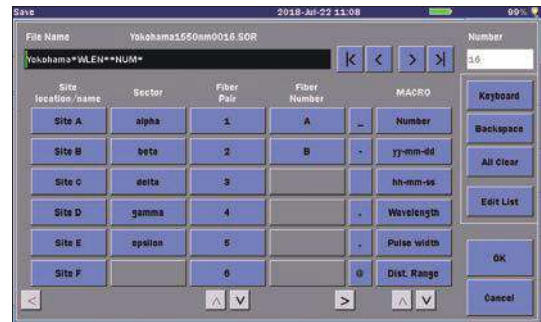 Save 2018-Jul-22 11:08 99%
File Name Yokohama1550nm0016.SOR Number
Yokohama*WLEN**NUM* 16
Site location/name Sector Fiber Pair Fiber Number MACRO Keyboard
Site A alpha 1 A _ Number Backspace
Site B beta 2 B - yy-mm-dd All Clear
Site C delta 3 hh-mm-ss
Site D gamma 4 . Wavelength Edit List
Site E epsilon 5 Pulse width
Site F 6 @ Dist. Range OK
< ∧ ∨ > ∧ ∨ Cancel